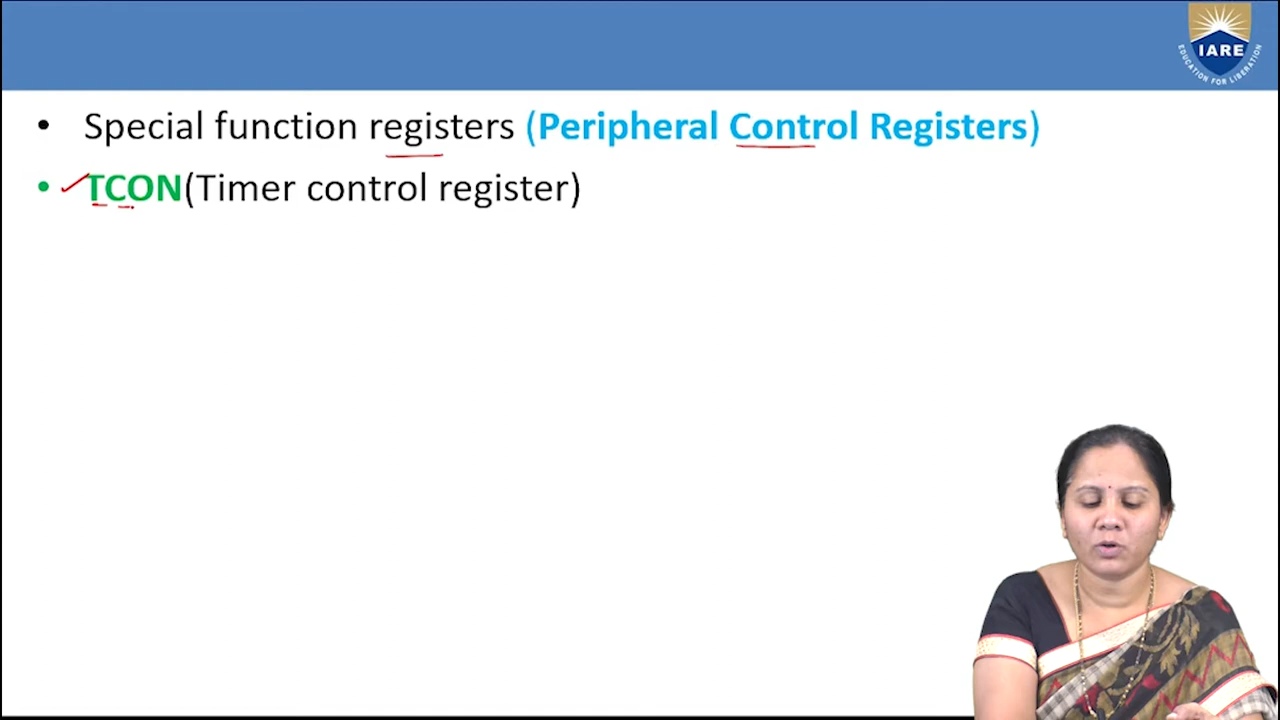 IARE
EDUCATION FOR LIBERATION
• Special function registers (Peripheral Control Registers)
• TCON(Timer control register)